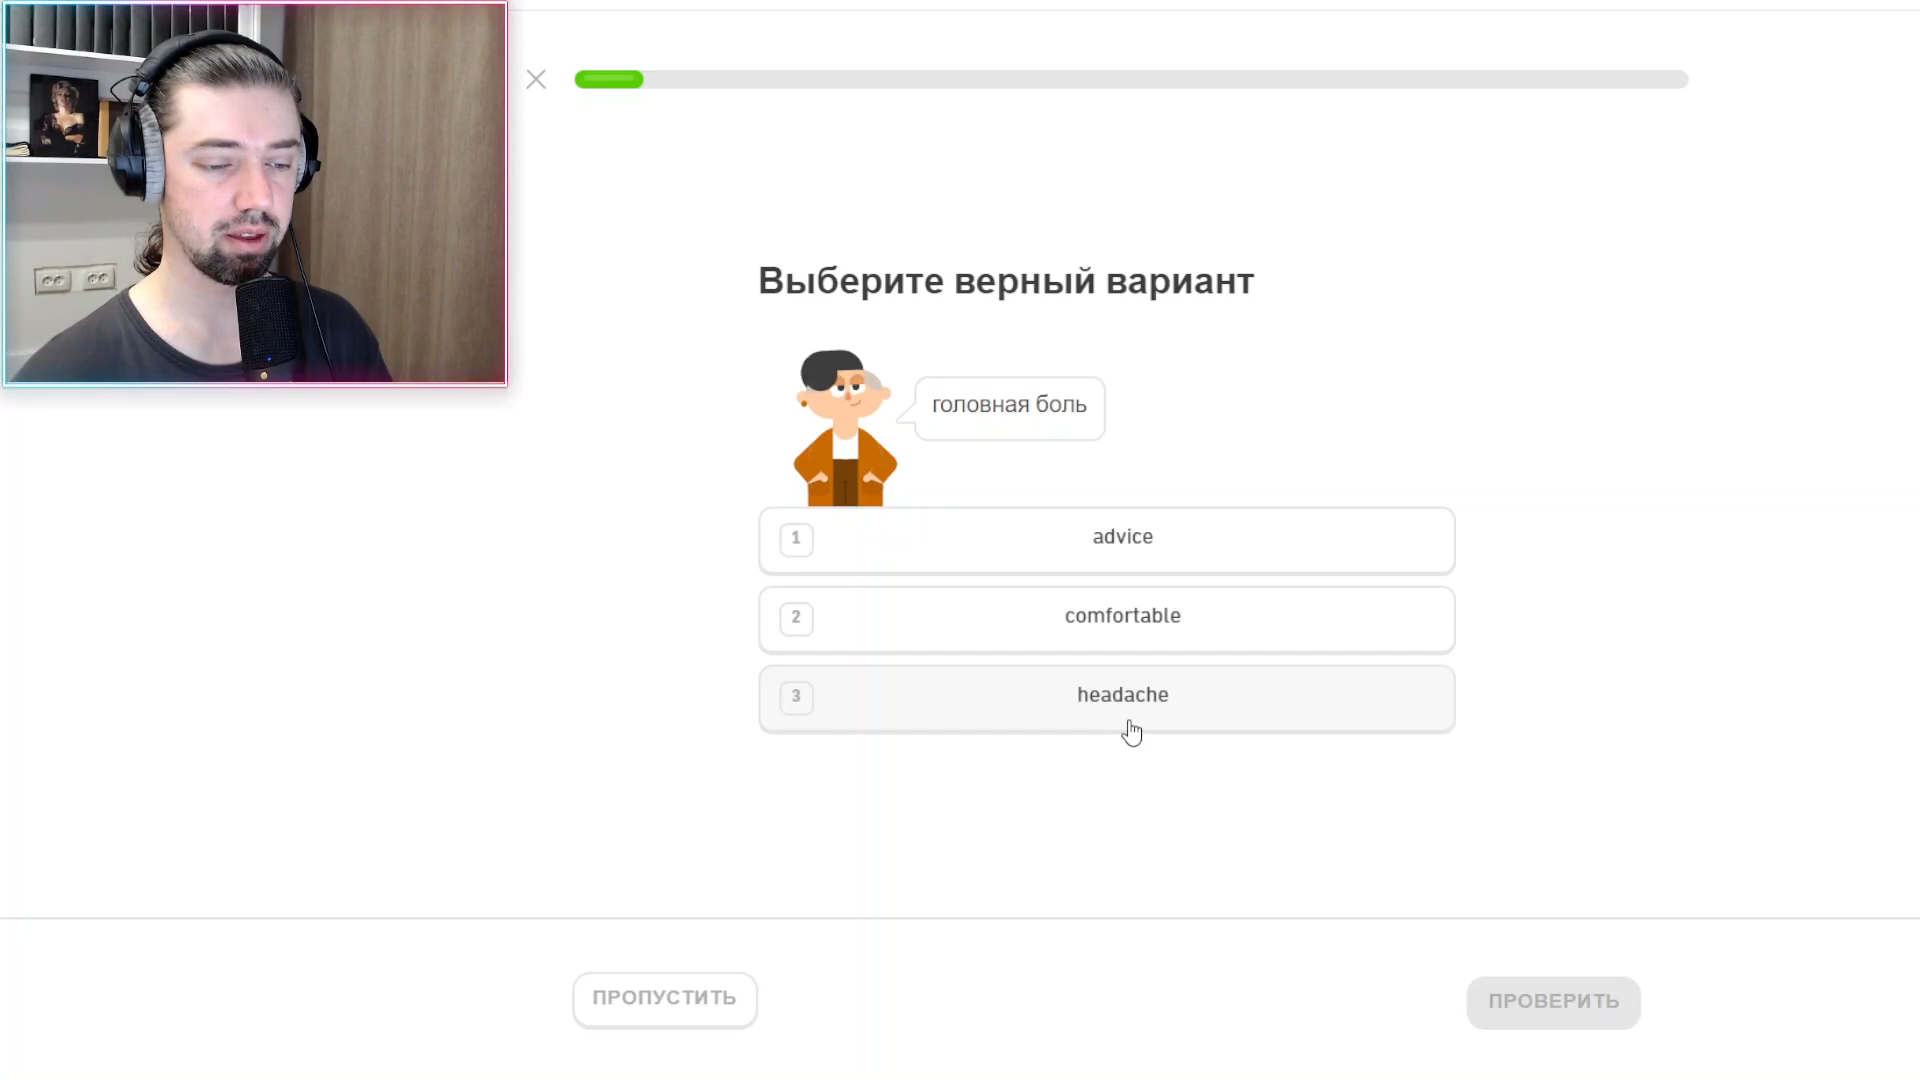 Выберите верный вариант
головная боль
1 advice
2 comfortable
3 headache
ПРОПУСТИТЬ
ПРОВЕРИТЬ